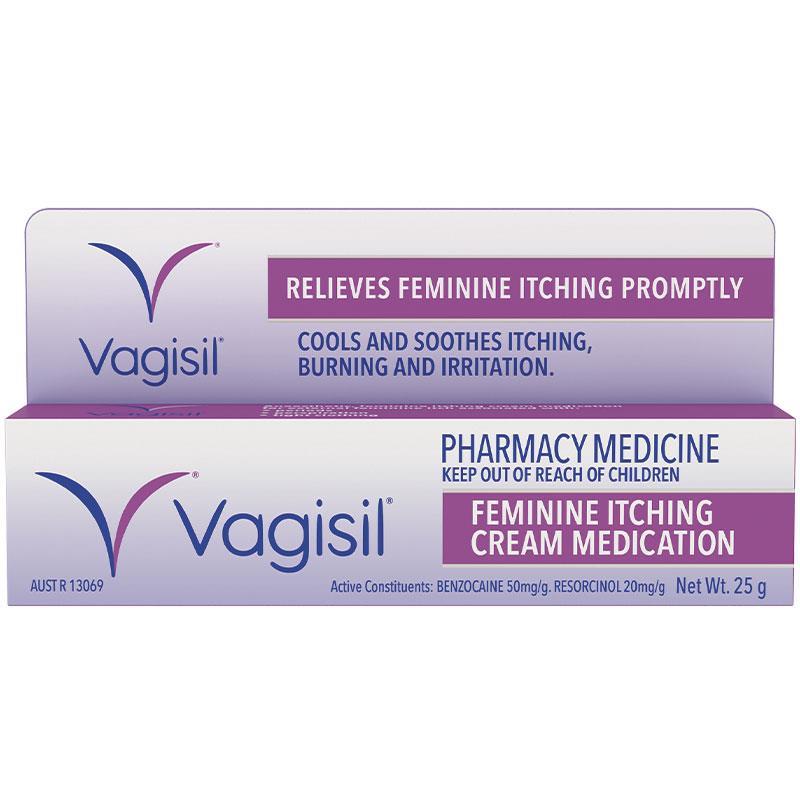 Vagisil®
RELIEVES FEMININE ITCHING PROMPTLY
COOLS AND SOOTHES ITCHING,
BURNING AND IRRITATION.
Vagisil®
PHARMACY MEDICINE
KEEP OUT OF REACH OF CHILDREN
FEMININE ITCHING
CREAM MEDICATION
AUST R 13069
Active Constituents: BENZOCAINE 50mg/g. RESORCINOL 20mg/g Net Wt. 25 g